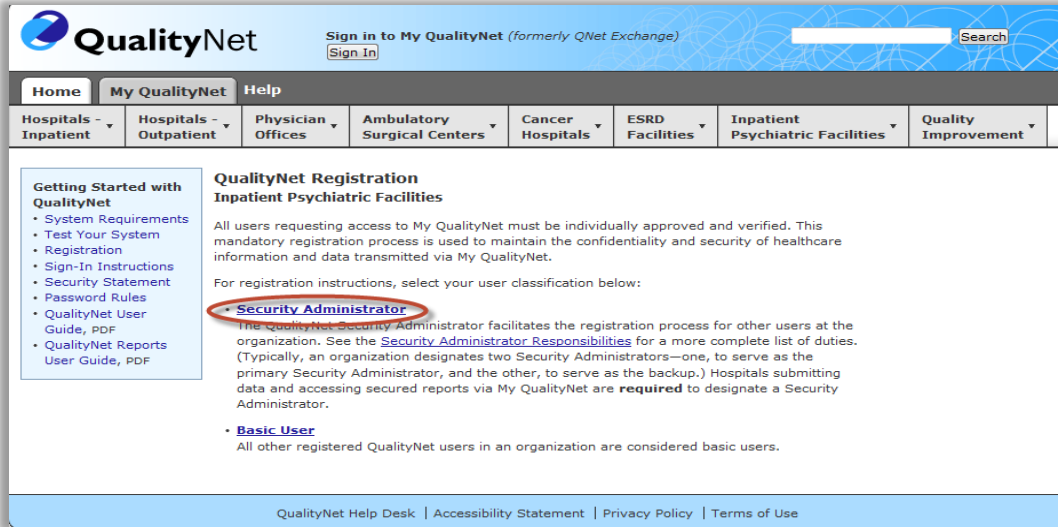 QualityNet
Sign in to My QualityNet (formerly QNet Exchange)
Sign In
Search
Home
My QualityNet
Help
Hospitals - Inpatient
Hospitals - Outpatient
Physician Offices
Ambulatory Surgical Centers
Cancer Hospitals
ESRD Facilities
Inpatient Psychiatric Facilities
Quality Improvement
Getting Started with
QualityNet
• System Requirements
• Test Your System
• Registration
• Sign-In Instructions
• Security Statement
• Password Rules
• QualityNet User
Guide, PDF
• QualityNet Reports
User Guide, PDF
QualityNet Registration
Inpatient Psychiatric Facilities
All users requesting access to My QualityNet must be individually approved and verified. This
mandatory registration process is used to maintain the confidentiality and security of healthcare
information and data transmitted via My QualityNet.
For registration instructions, select your user classification below:
• Security Administrator
The QualityNet Security Administrator facilitates the registration process for other users at the
organization. See the Security Administrator Responsibilities for a more complete list of duties.
(Typically, an organization designates two Security Administrators—one, to serve as the
primary Security Administrator, and the other, to serve as the backup.) Hospitals submitting
data and accessing secured reports via My QualityNet are required to designate a Security
Administrator.
• Basic User
All other registered QualityNet users in an organization are considered basic users.
QualityNet Help Desk | Accessibility Statement | Privacy Policy | Terms of Use